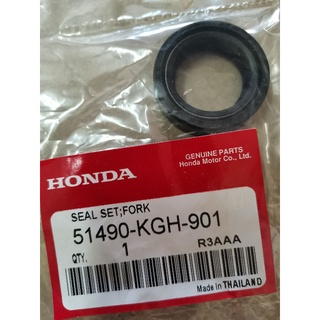 GENUINE PARTS
Honda Motor Co., Ltd.
HONDA
SEAL SET;FORK
51490-KGH-901
QTY. 1 R3AAA
Made in THAILAND